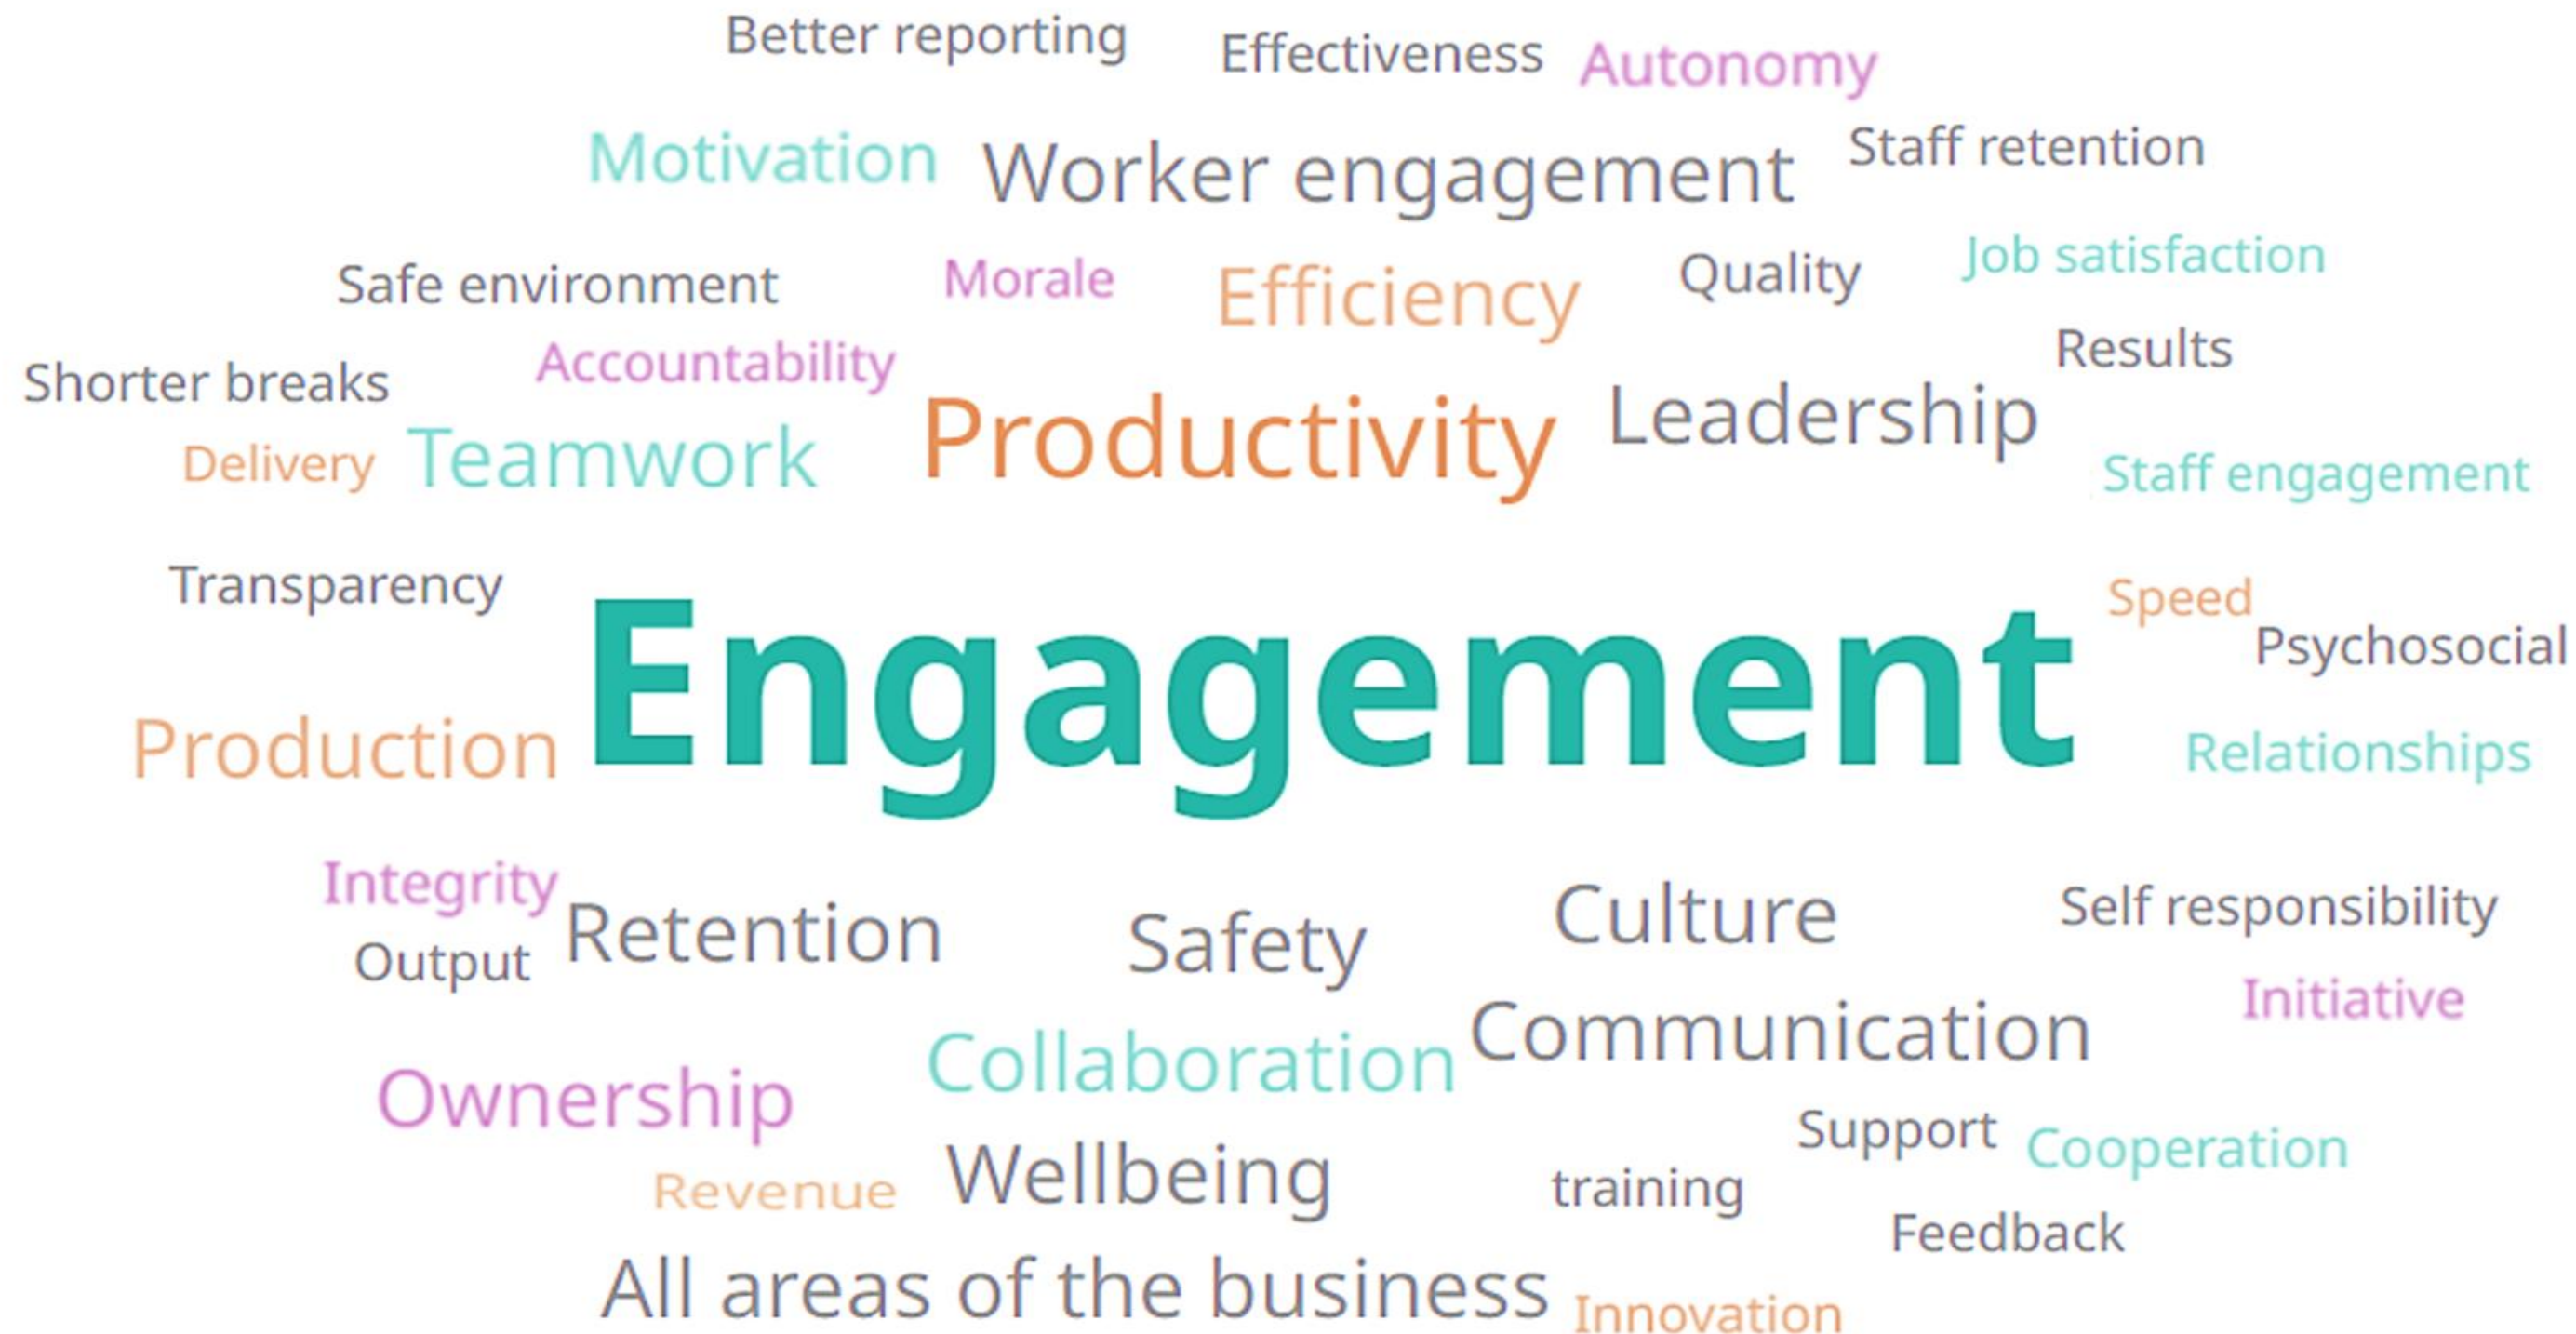 Better reporting
Effectiveness
Autonomy
Motivation
Worker engagement
Staff retention
Safe environment
Morale
Efficiency
Quality
Job satisfaction
Shorter breaks
Accountability
Results
Delivery
Teamwork
Productivity
Leadership
Staff engagement
Transparency
Engagement
Speed
Psychosocial
Production
Relationships
Integrity
Retention
Safety
Culture
Self responsibility
Output
Communication
Initiative
Ownership
Collaboration
Support
Cooperation
Revenue
Wellbeing
training
Feedback
All areas of the business
Innovation